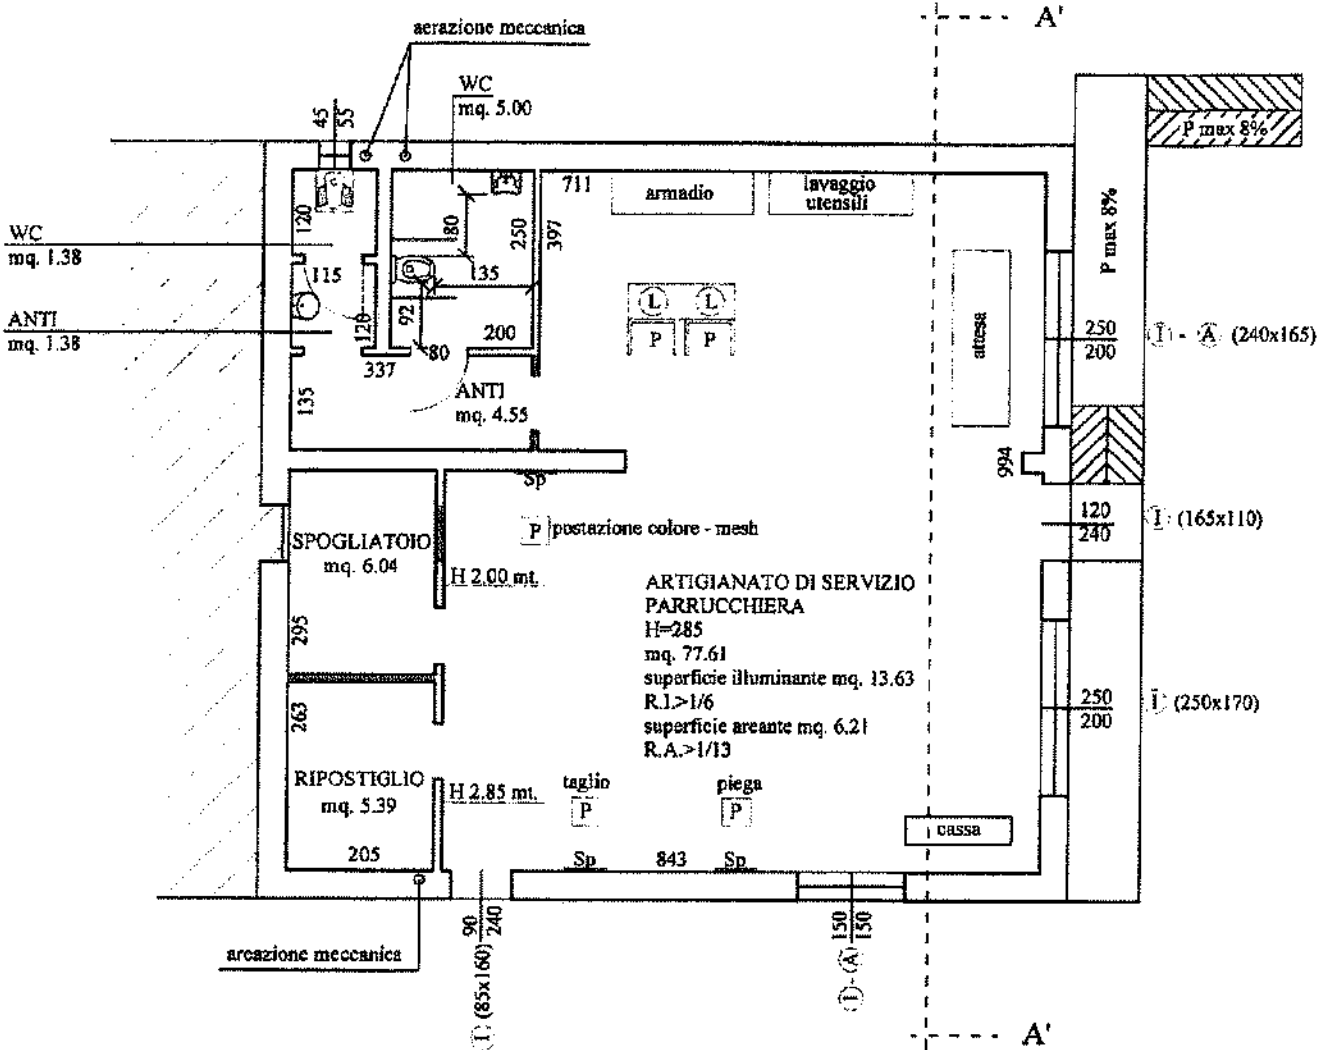 A'
aerazione meccanica
WC
mq. 5.00
45
55
P max 8%
P max 8%
711
armadio
lavaggio
utensili
120
80
250
397
WC
mq. 1.38
115
135
L
L
P
P
attesa
ANTI
mq. 1.38
120
92
200
80
337
250
200
I - A (240x165)
135
ANTI
mq. 4.55
994
Sp
P
postazione colore - mesh
120
240
I (165x110)
SPOGLIATOIO
mq. 6.04
H 2.00 mt.
ARTIGIANATO DI SERVIZIO
PARRUCCHIERA
H=285
mq. 77.61
superficie illuminante mq. 13.63
R.I.>1/6
superficie areante mq. 6.21
R.A.>1/13
295
263
250
200
I (250x170)
RIPOSTIGLIO
mq. 5.39
H 2.85 mt.
taglio
P
piega
P
cassa
205
Sp
843
Sp
90
240
I (85x160)
150
150
I - A
areazione meccanica
A'